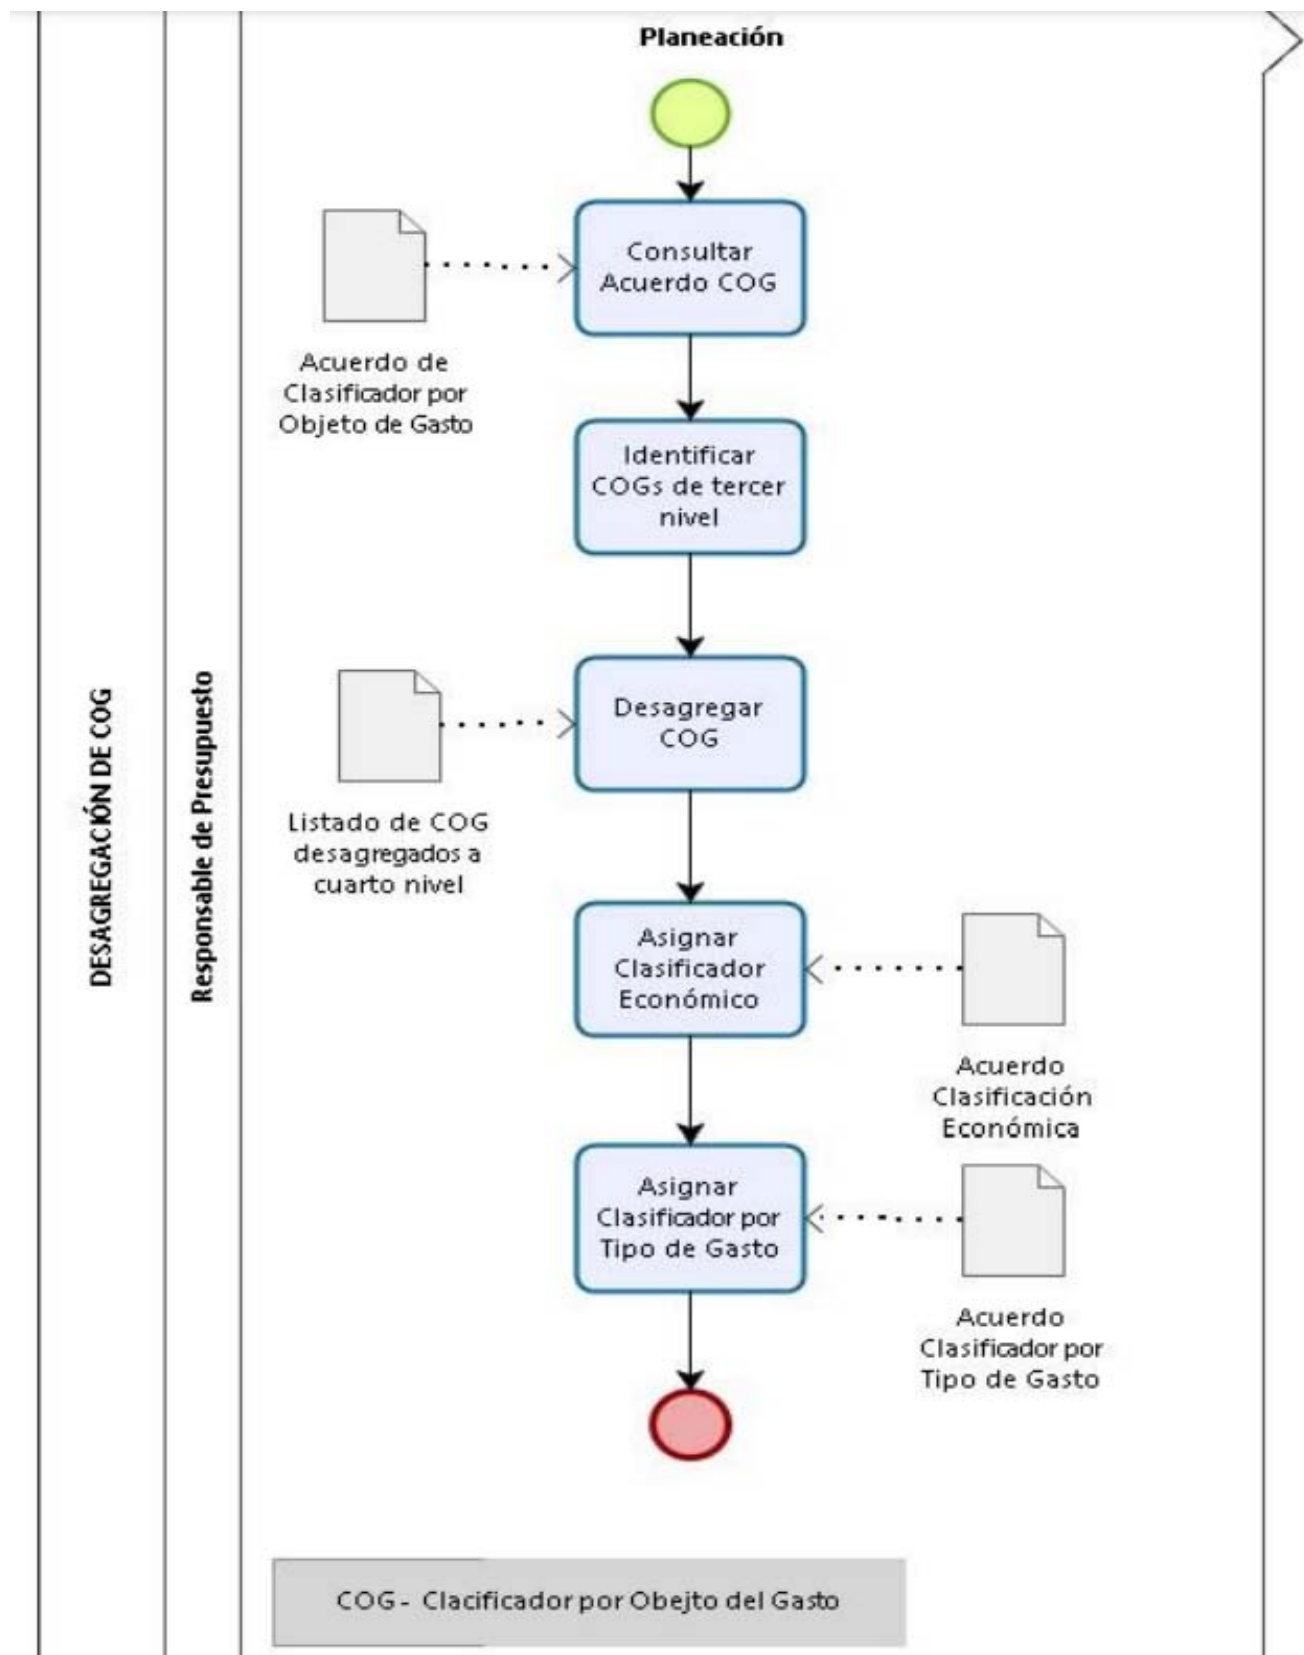 Planeación
DESAGREGACIÓN DE COG
Responsable de Presupuesto
Consultar
Acuerdo COG
Acuerdo de
Clasificador por
Objeto de Gasto
Identificar
COGs de tercer
nivel
Desagregar
COG
Listado de COG
desagregados a
cuarto nivel
Asignar
Clasificador
Económico
Acuerdo
Clasificación
Económica
Asignar
Clasificador por
Tipo de Gasto
Acuerdo
Clasificador por
Tipo de Gasto
COG - Clacificador por Obejto del Gasto